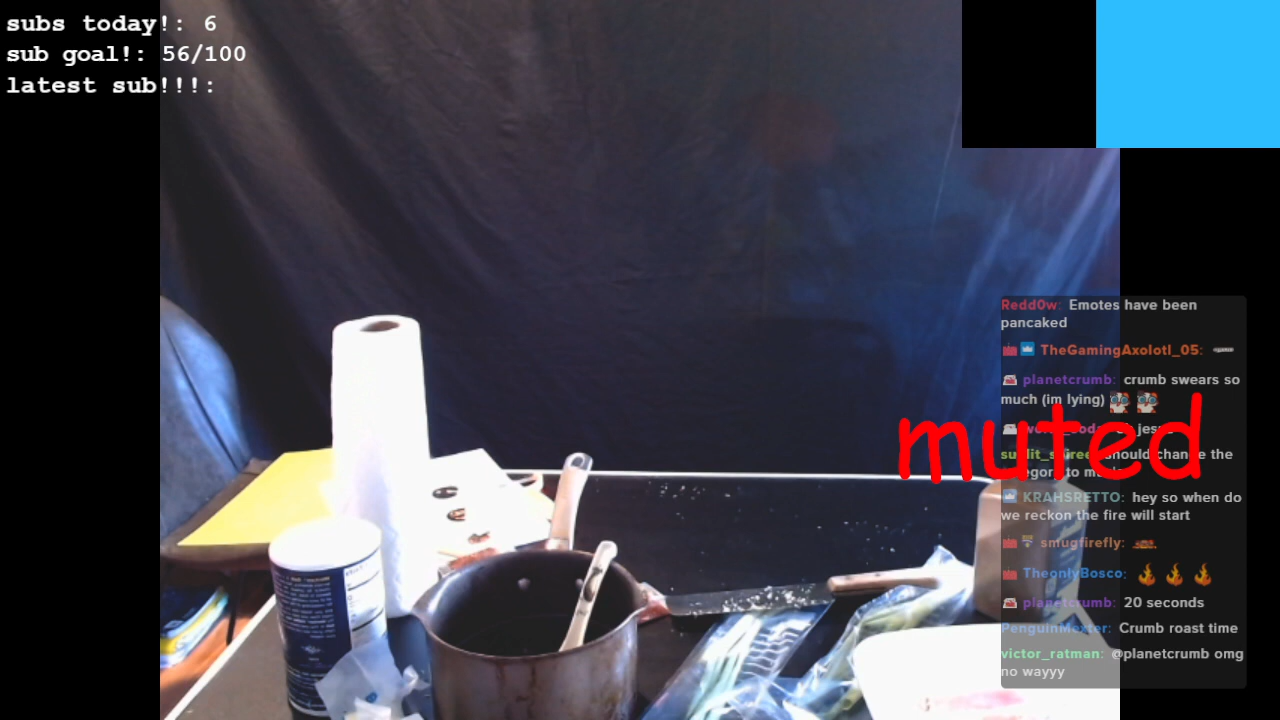 subs today!: 6
sub goal!: 56/100
latest sub!!!:
Redd0w: Emotes have been
pancaked
TheGamingAxolotl_05:
planetcrumb: crumb swears so
much (im lying)
muted
should change the
KRAHSRETTO: hey so when do
we reckon the fire will start
smugfirefly:
TheonlyBosco:
planetcrumb: 20 seconds
PenguinMexter: Crumb roast time
victor_ratman: @planetcrumb omg
no wayyy